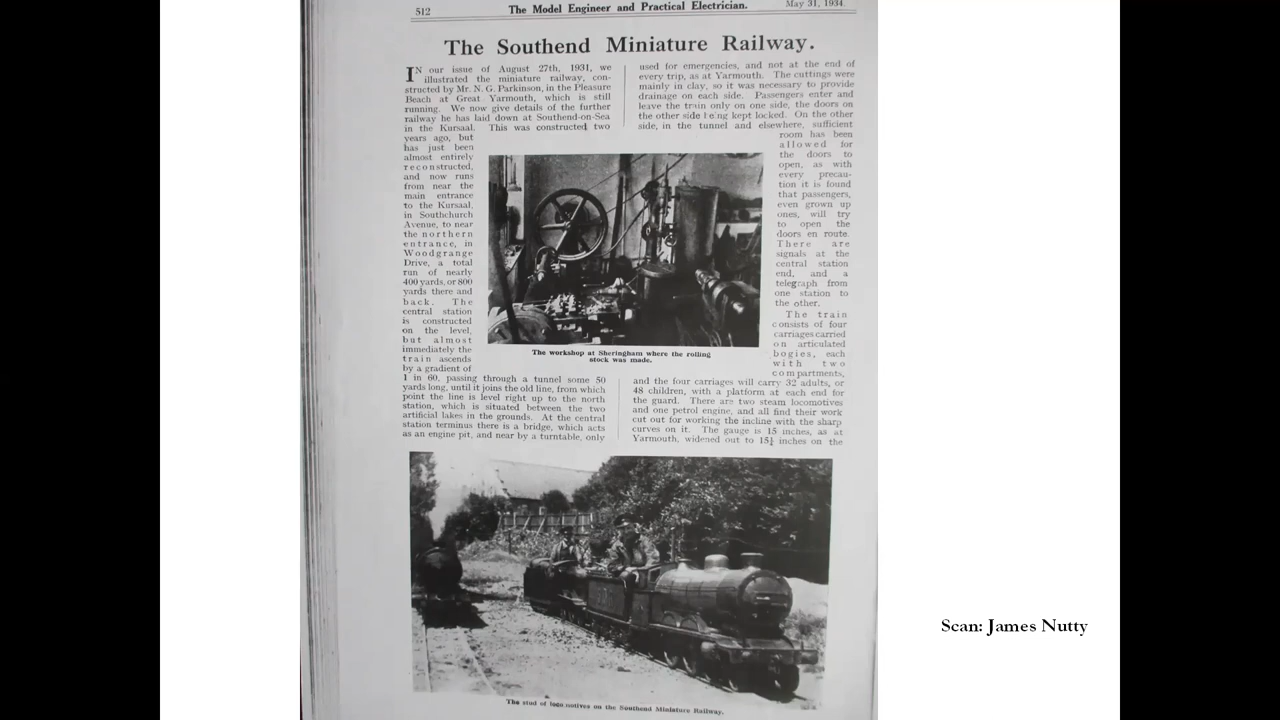 512
The Model Engineer and Practical Electrician.
May 31, 1934.
The Southend Miniature Railway.
IN our issue of August 27th, 1931, we
illustrated the miniature railway, con-
structed by Mr. N. G. Parkinson, in the Pleasure
Beach at Great Yarmouth, which is still
running. We now give details of the further
railway he has laid down at Southend-on-Sea
in the Kursaal. This was constructed two
years ago, but
has just been
almost entirely
reconstructed,
and now runs
from near the
main entrance
to the Kursaal,
in Southchurch
Avenue, to near
the northern
entrance, in
Woodgrange
Drive, a total
run of nearly
400 yards, or 800
yards there and
back. The
central station
is constructed
on the level,
but almost
immediately the
train ascends
by a gradient of
1 in 60, passing through a tunnel some 50
yards long, until it joins the old line, from which
point the line is level right up to the north
station, which is situated between the two
artificial lakes in the grounds. At the central
station terminus there is a bridge, which acts
as an engine pit, and near by a turntable, only
used for emergencies, and not at the end of
every trip, as at Yarmouth. The cuttings were
mainly in clay, so it was necessary to provide
drainage on each side. Passengers enter and
leave the train only on one side, the doors on
the other side being kept locked. On the other
side, in the tunnel and elsewhere, sufficient
room has been
allowed for
the doors to
open, as with
every precau-
tion it is found
that passengers,
even grown up
ones, will try
to open the
doors en route.
There are
signals at the
central station
end, and a
telegraph from
one station to
the other.
The train
consists of four
carriages carried
on articulated
bogies, each
with two
compartments,
and the four carriages will carry 32 adults, or
48 children, with a platform at each end for
the guard. There are two steam locomotives
and one petrol engine, and all find their work
cut out for working the incline with the sharp
curves on it. The gauge is 15 inches, as at
Yarmouth, widened out to 15¼ inches on the
The workshop at Sheringham where the rolling
stock was made.
The stud of locomotives on the Southend Miniature Railway.
Scan: James Nutty